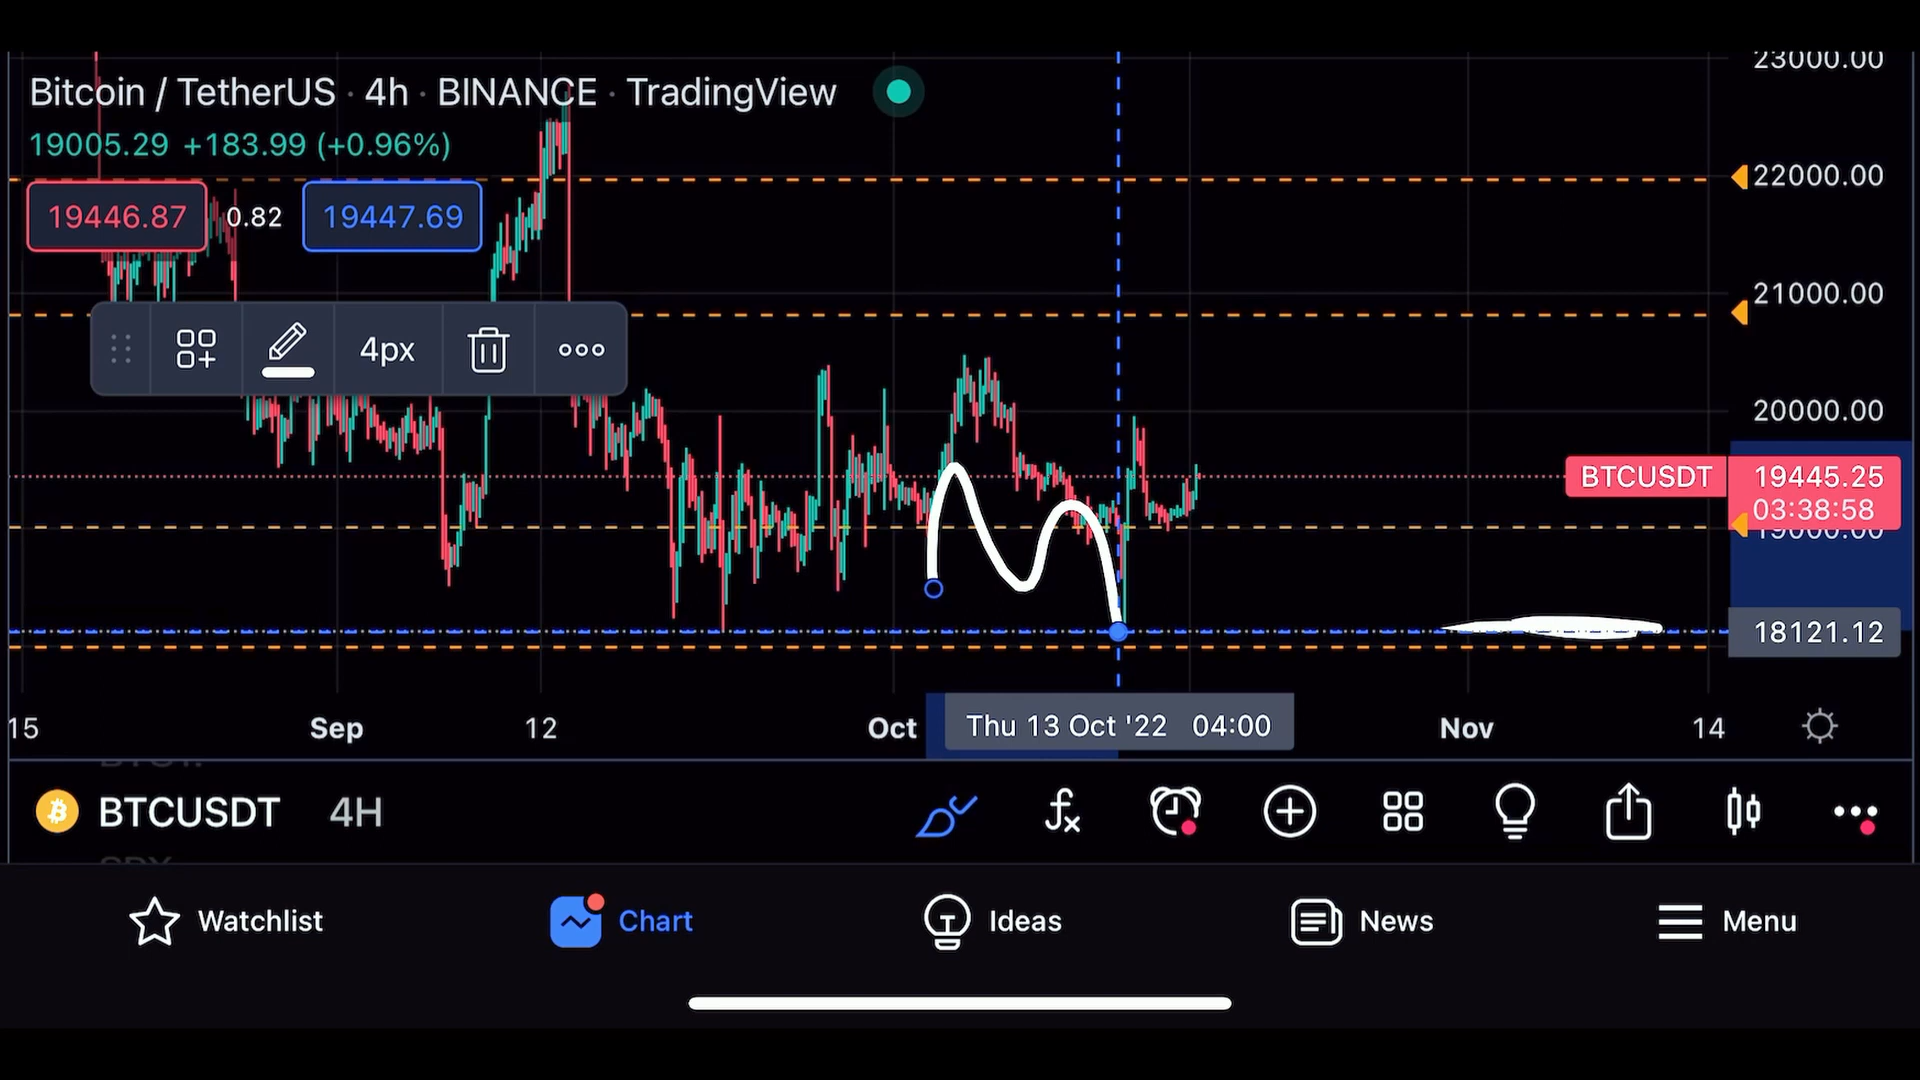 23000.00
Bitcoin / TetherUS · 4h · BINANCE · TradingView
19005.29 +183.99 (+0.96%)
22000.00
19446.87 0.82 19447.69
21000.00
4px
20000.00
BTCUSDT 19445.25
03:38:58
19000.00
18121.12
15 Sep 12 Oct Thu 13 Oct '22 04:00 Nov 14
BTCUSDT 4H
Watchlist Chart Ideas News Menu